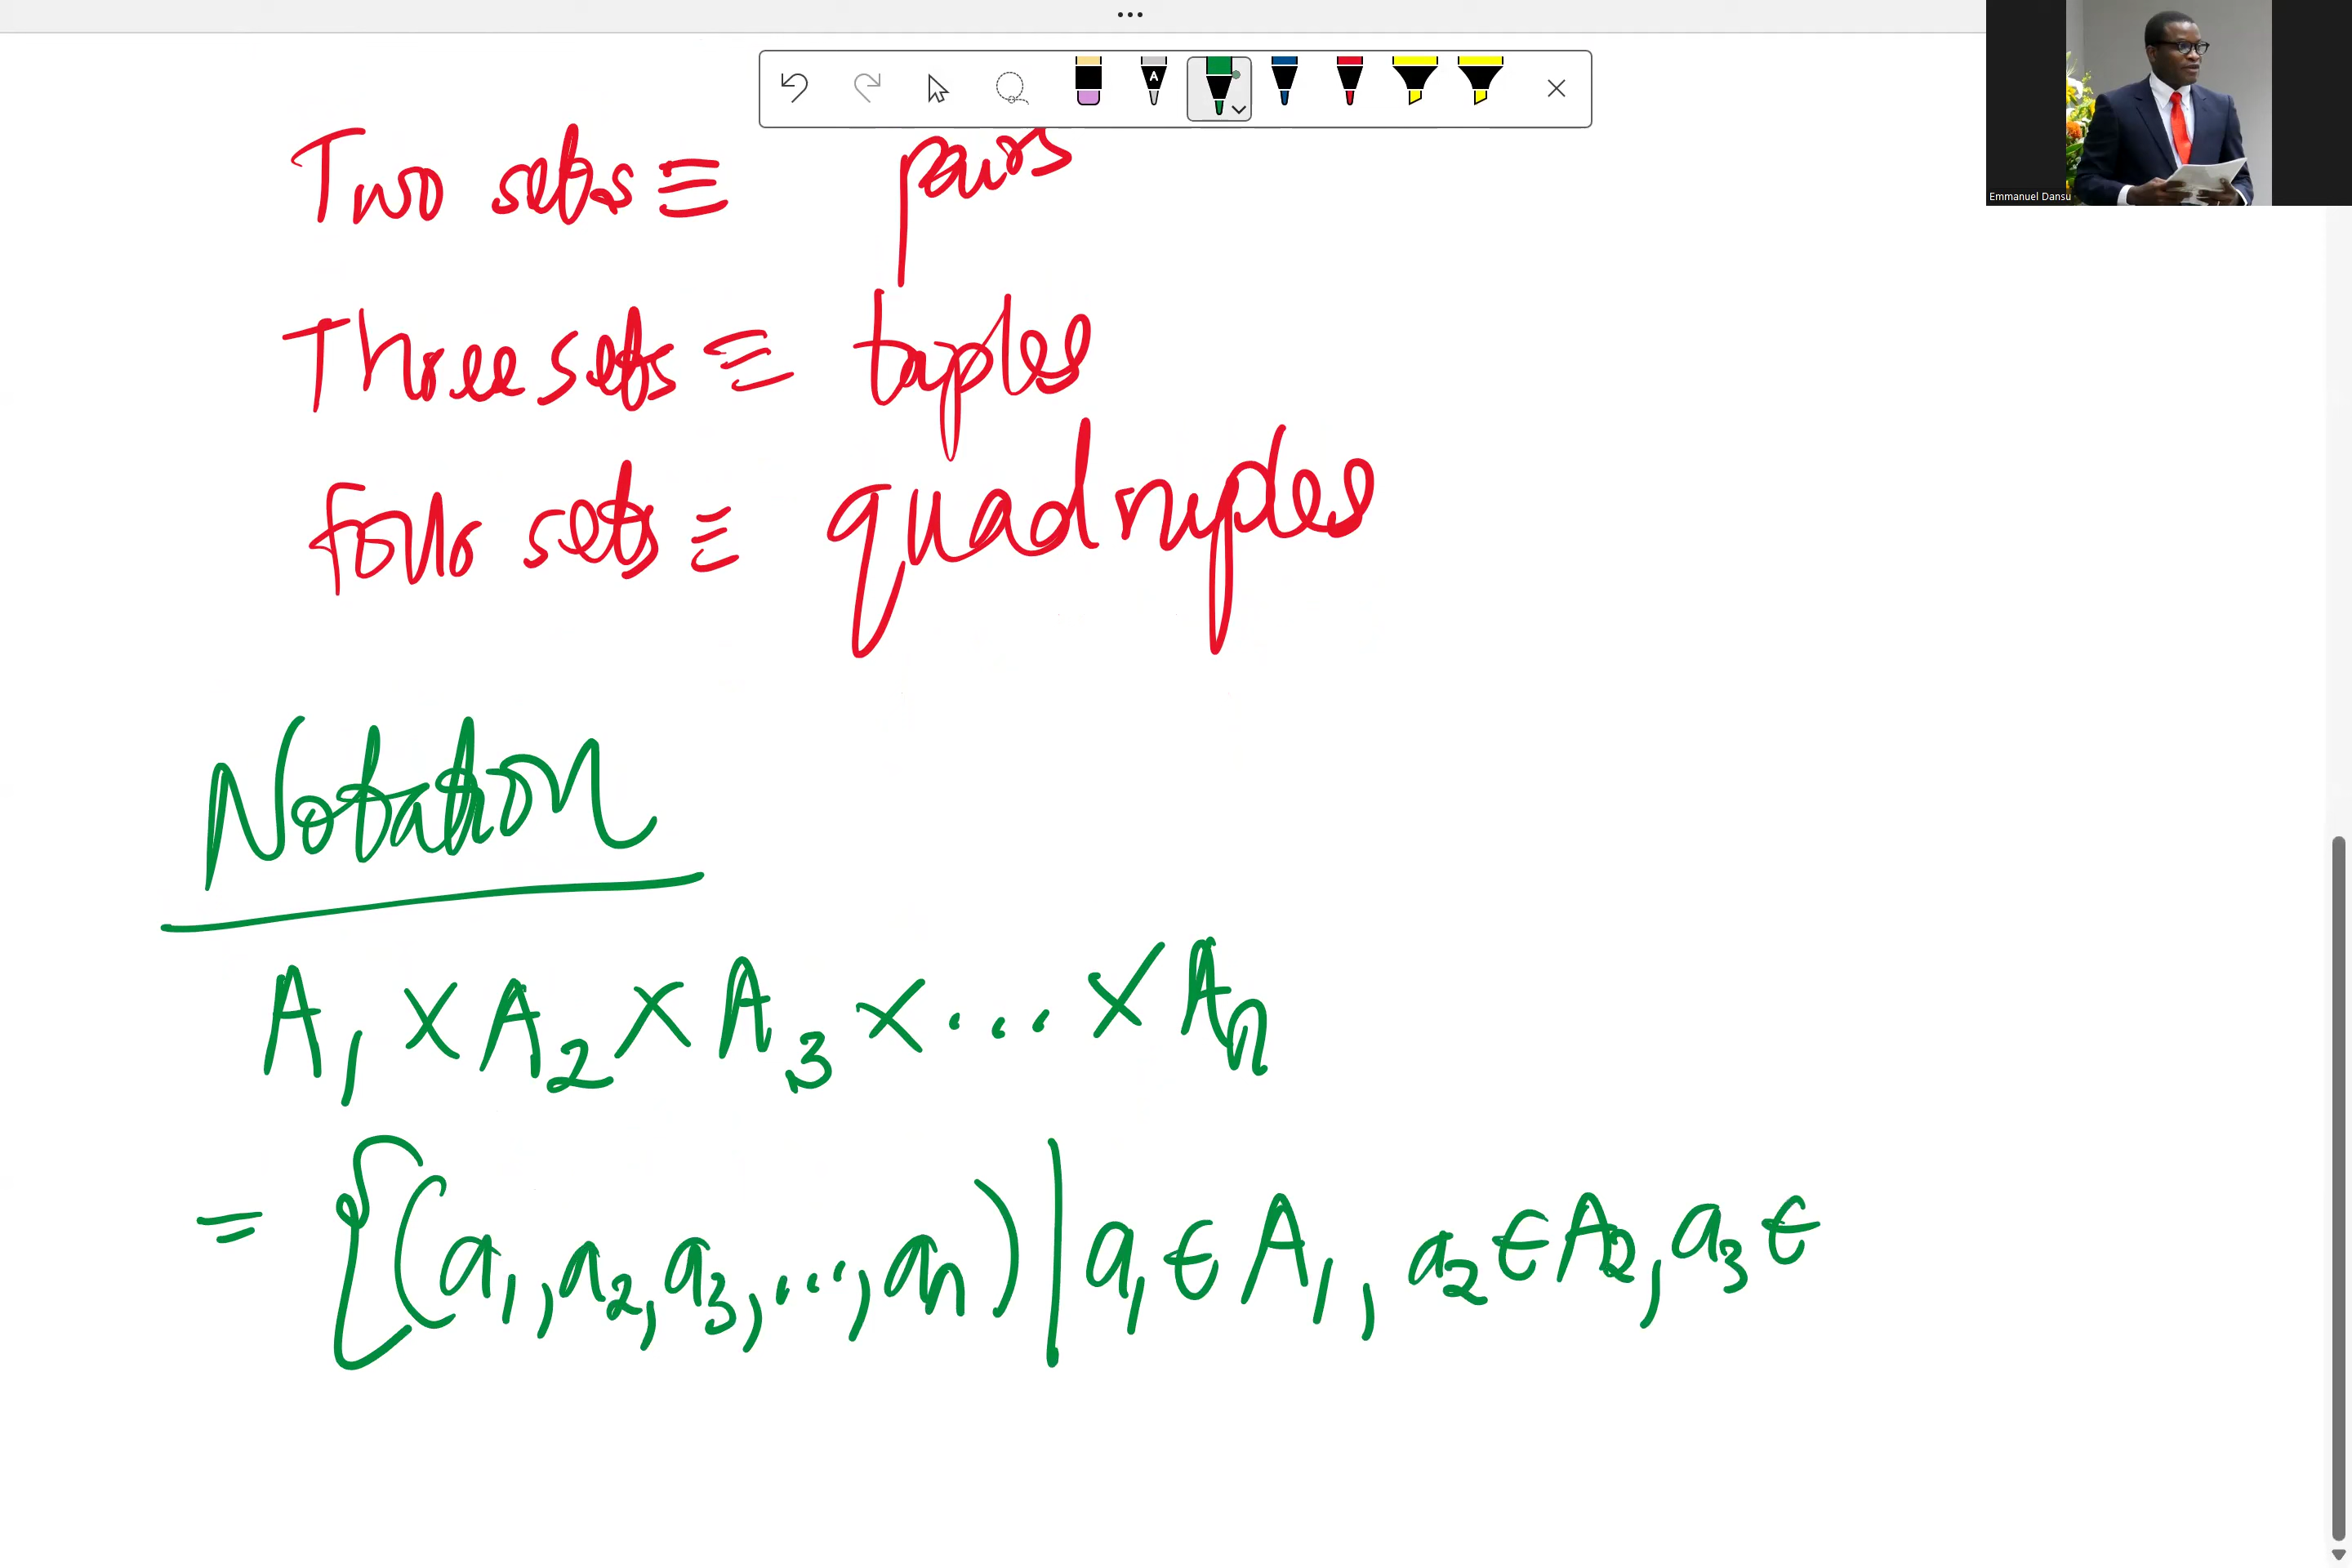 A
Emmanuel Dansu
Two sets ≡ pairs
Three sets ≡ tuples
Four sets ≡ quadruples
Notation
A₁ × A₂ × A₃ × ... × Aₙ
= {(a₁, a₂, a₃, ..., aₙ) | a₁ ∈ A₁, a₂ ∈ A₂, a₃ ∈